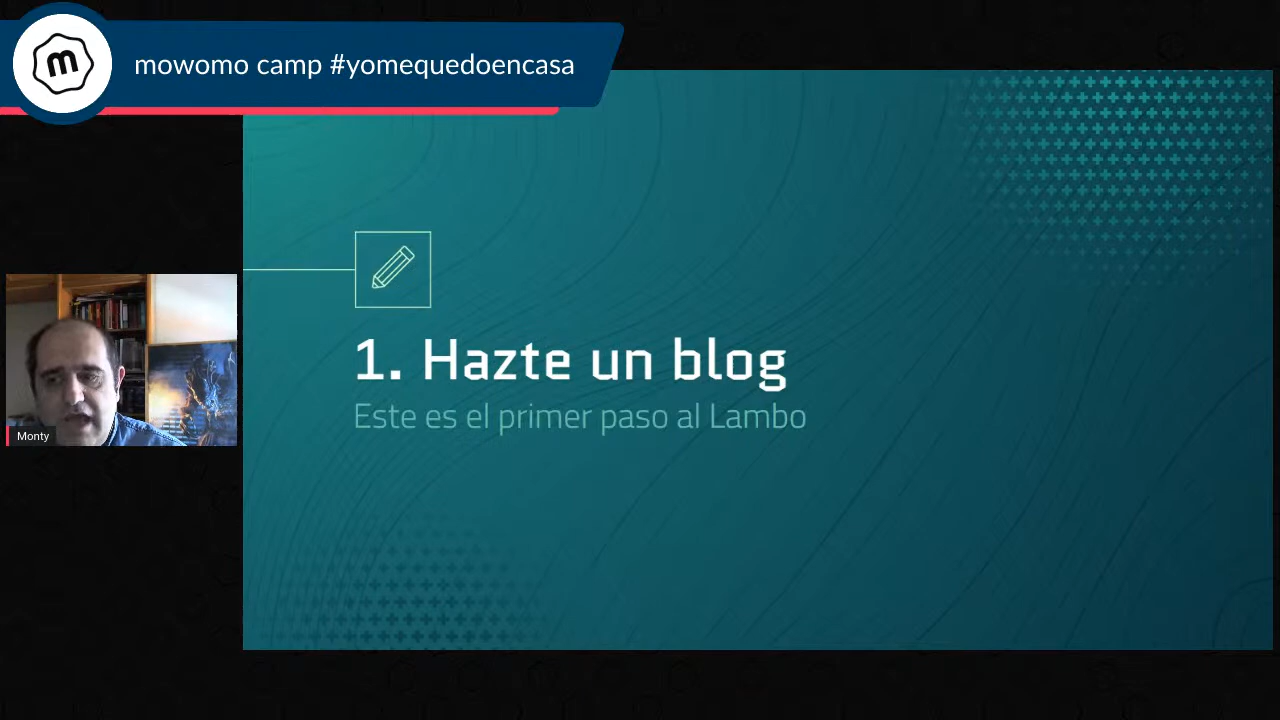 m
mowomo camp #yomequedoencasa
1. Hazte un blog
Este es el primer paso al Lambo
Monty